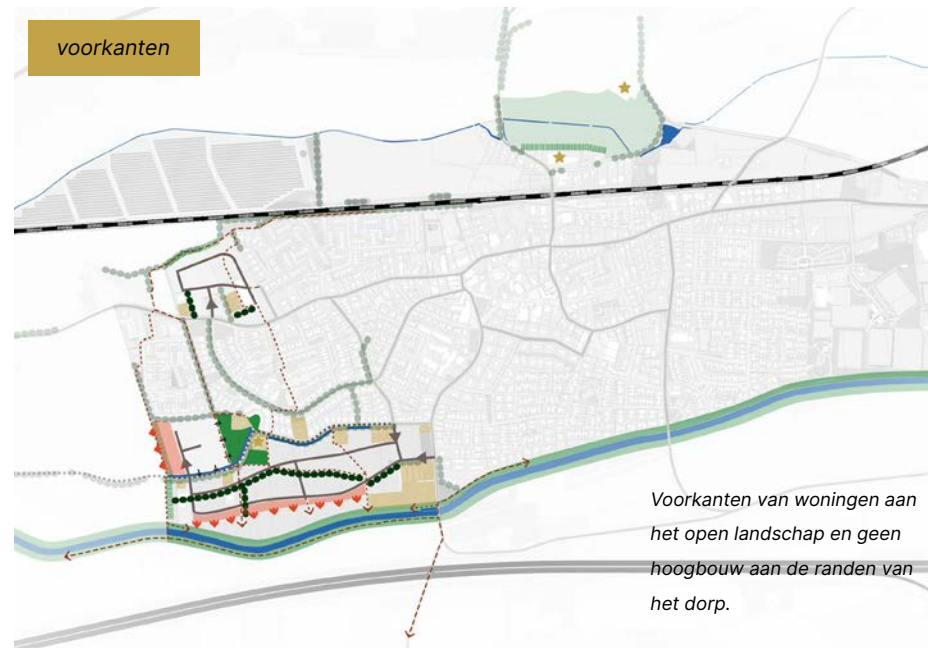 voorkanten
Voorkanten van woningen aan
het open landschap en geen
hoogbouw aan de randen van
het dorp.